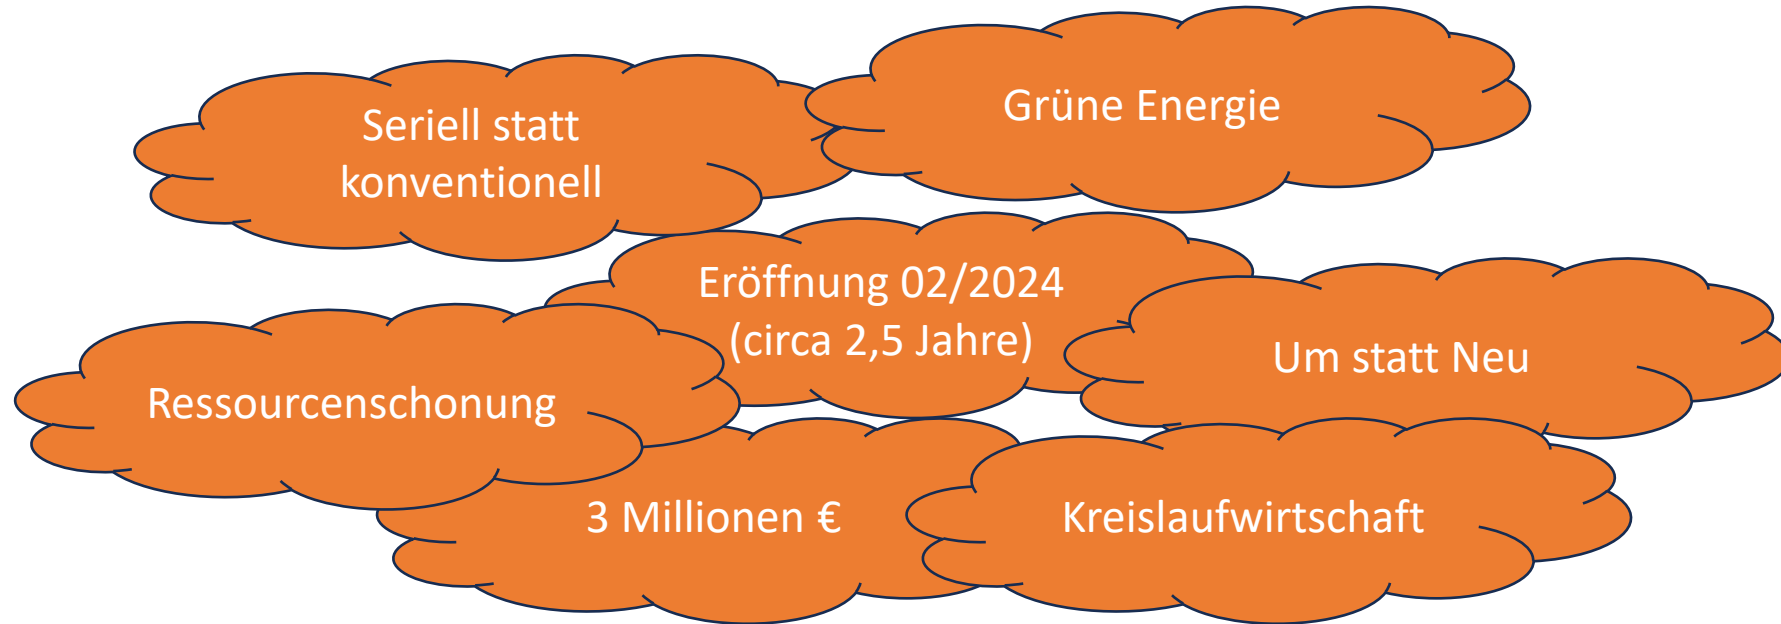 Seriell statt
konventionell
Grüne Energie
Eröffnung 02/2024
(circa 2,5 Jahre)
Um statt Neu
Ressourcenschonung
3 Millionen €
Kreislaufwirtschaft